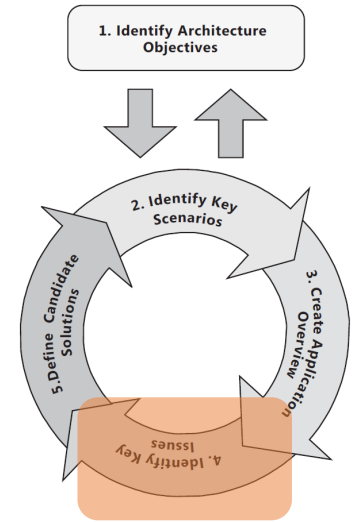 1. Identify Architecture
Objectives
2. Identify Key
Scenarios
3. Create Application
Overview
4. Identify Key
Issues
5. Define Candidate
Solutions